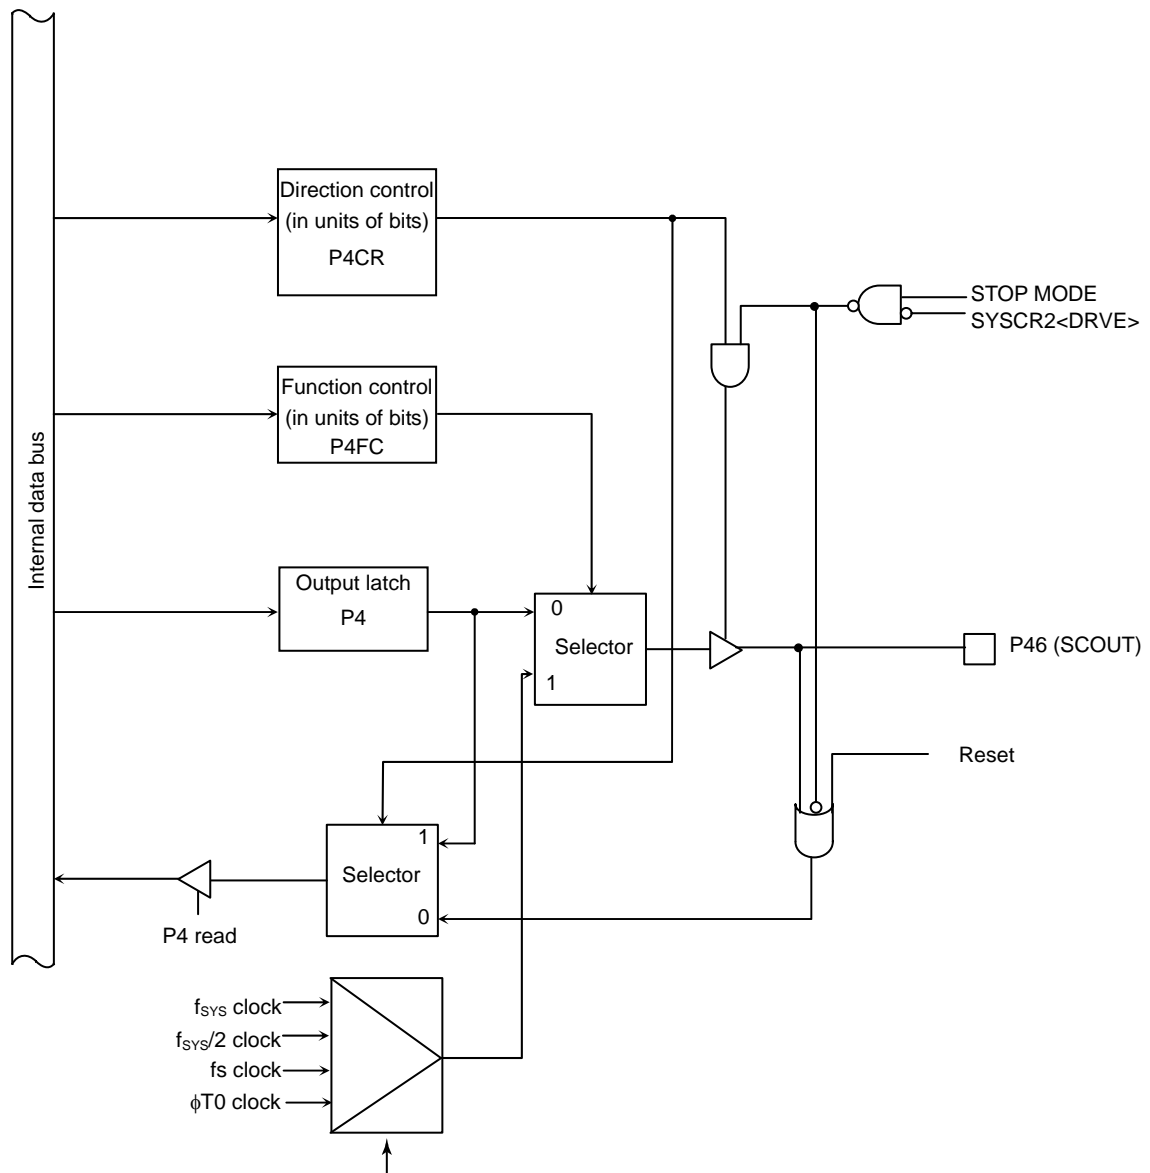 Direction control
(in units of bits)
P4CR
STOP MODE
SYSCR2<DRVE>
Function control
(in units of bits)
P4FC
Internal data bus
Output latch
P4
0
Selector
1
P46 (SCOUT)
Reset
1
Selector
0
P4 read
fSYS clock
fSYS/2 clock
fs clock
ϕT0 clock